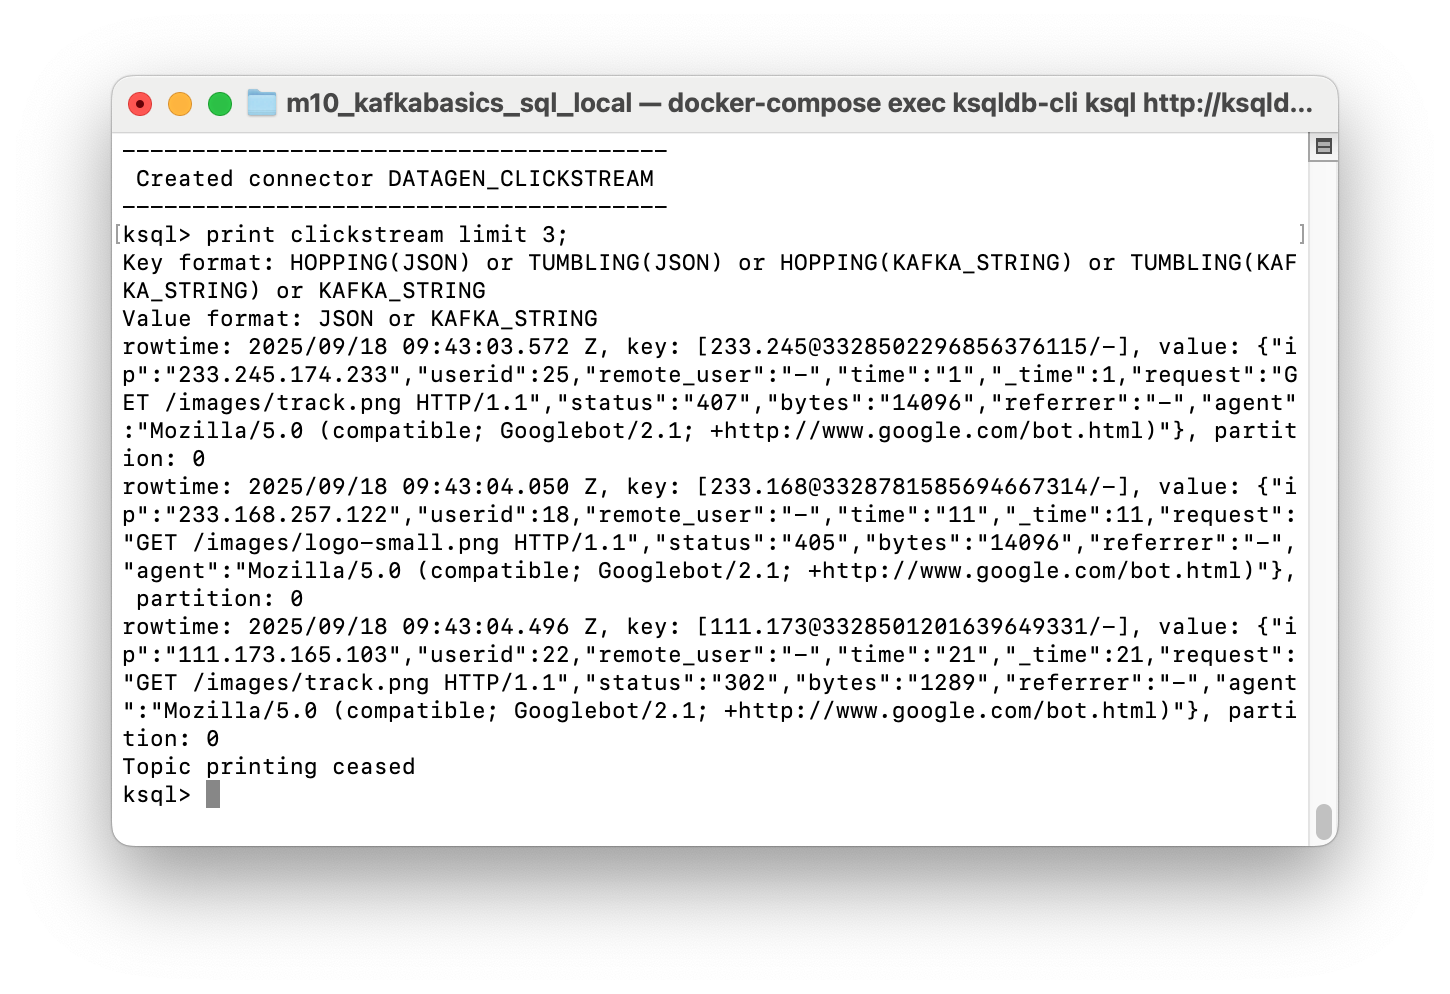 m10_kafkabasics_sql_local — docker-compose exec ksqldb-cli ksql http://ksqld...
----------------------------------------
 Created connector DATAGEN_CLICKSTREAM
----------------------------------------
[ksql> print clickstream limit 3;                                                     ]
Key format: HOPPING(JSON) or TUMBLING(JSON) or HOPPING(KAFKA_STRING) or TUMBLING(KAF
KA_STRING) or KAFKA_STRING
Value format: JSON or KAFKA_STRING
rowtime: 2025/09/18 09:43:03.572 Z, key: [233.245@3328502296856376115/-], value: {"i
p":"233.245.174.233","userid":25,"remote_user":"-","time":"1","_time":1,"request":"G
ET /images/track.png HTTP/1.1","status":"407","bytes":"14096","referrer":"-","agent"
:"Mozilla/5.0 (compatible; Googlebot/2.1; +http://www.google.com/bot.html)"}, partit
ion: 0
rowtime: 2025/09/18 09:43:04.050 Z, key: [233.168@3328781585694667314/-], value: {"i
p":"233.168.257.122","userid":18,"remote_user":"-","time":"11","_time":11,"request":
"GET /images/logo-small.png HTTP/1.1","status":"405","bytes":"14096","referrer":"-",
"agent":"Mozilla/5.0 (compatible; Googlebot/2.1; +http://www.google.com/bot.html)"},
 partition: 0
rowtime: 2025/09/18 09:43:04.496 Z, key: [111.173@3328501201639649331/-], value: {"i
p":"111.173.165.103","userid":22,"remote_user":"-","time":"21","_time":21,"request":
"GET /images/track.png HTTP/1.1","status":"302","bytes":"1289","referrer":"-","agent
":"Mozilla/5.0 (compatible; Googlebot/2.1; +http://www.google.com/bot.html)"}, parti
tion: 0
Topic printing ceased
ksql>